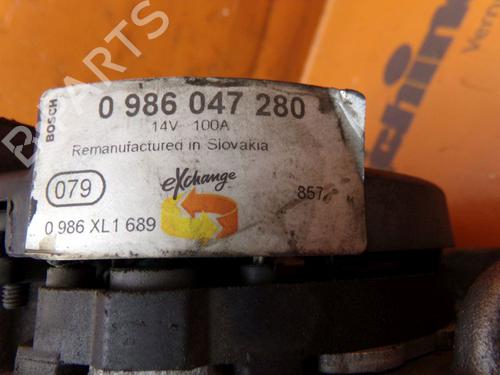 B PARTS
BOSCH
0 986 047 280
14V 100A
Remanufactured in Slovakia
079
eXchange
857
0 986 XL1 689